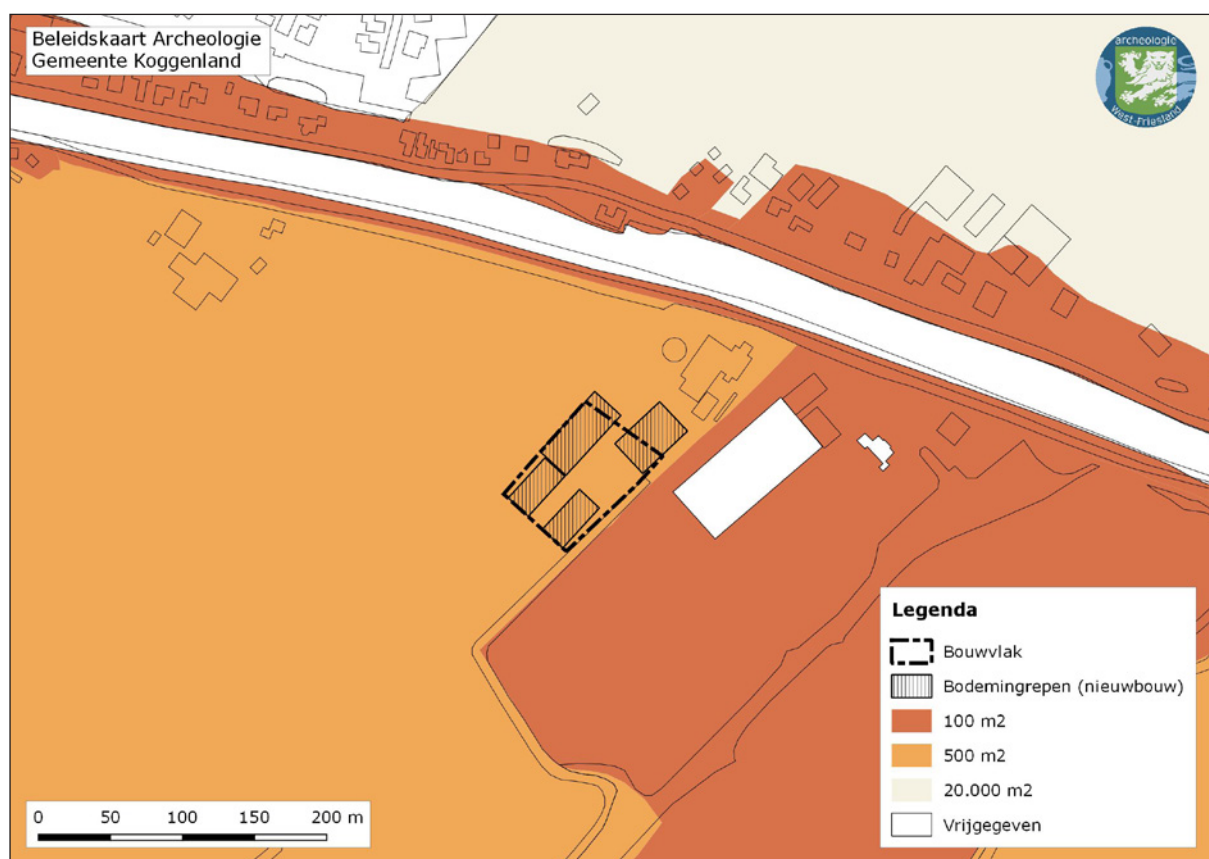 Beleidskaart Archeologie
Gemeente Koggenland
archeologie
West-Friesland
Legenda
Bouwvlak
Bodemingrepen (nieuwbouw)
100 m2
500 m2
20.000 m2
Vrijgegeven
0 50 100 150 200 m